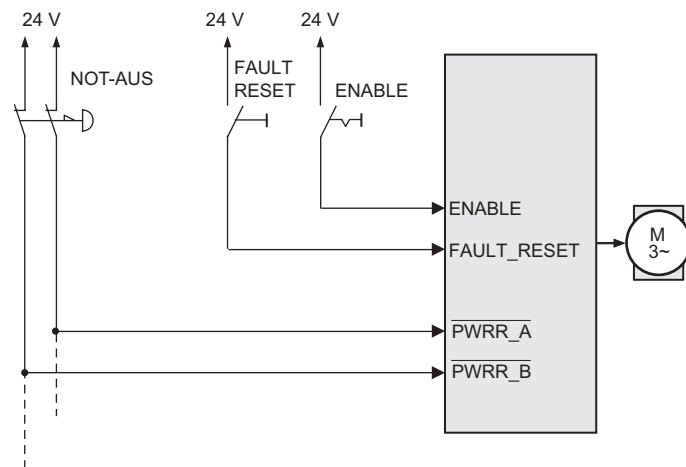 24 V
24 V
24 V
NOT-AUS
FAULT
RESET
ENABLE
ENABLE
FAULT_RESET
PWRR_A
PWRR_B
M
3~